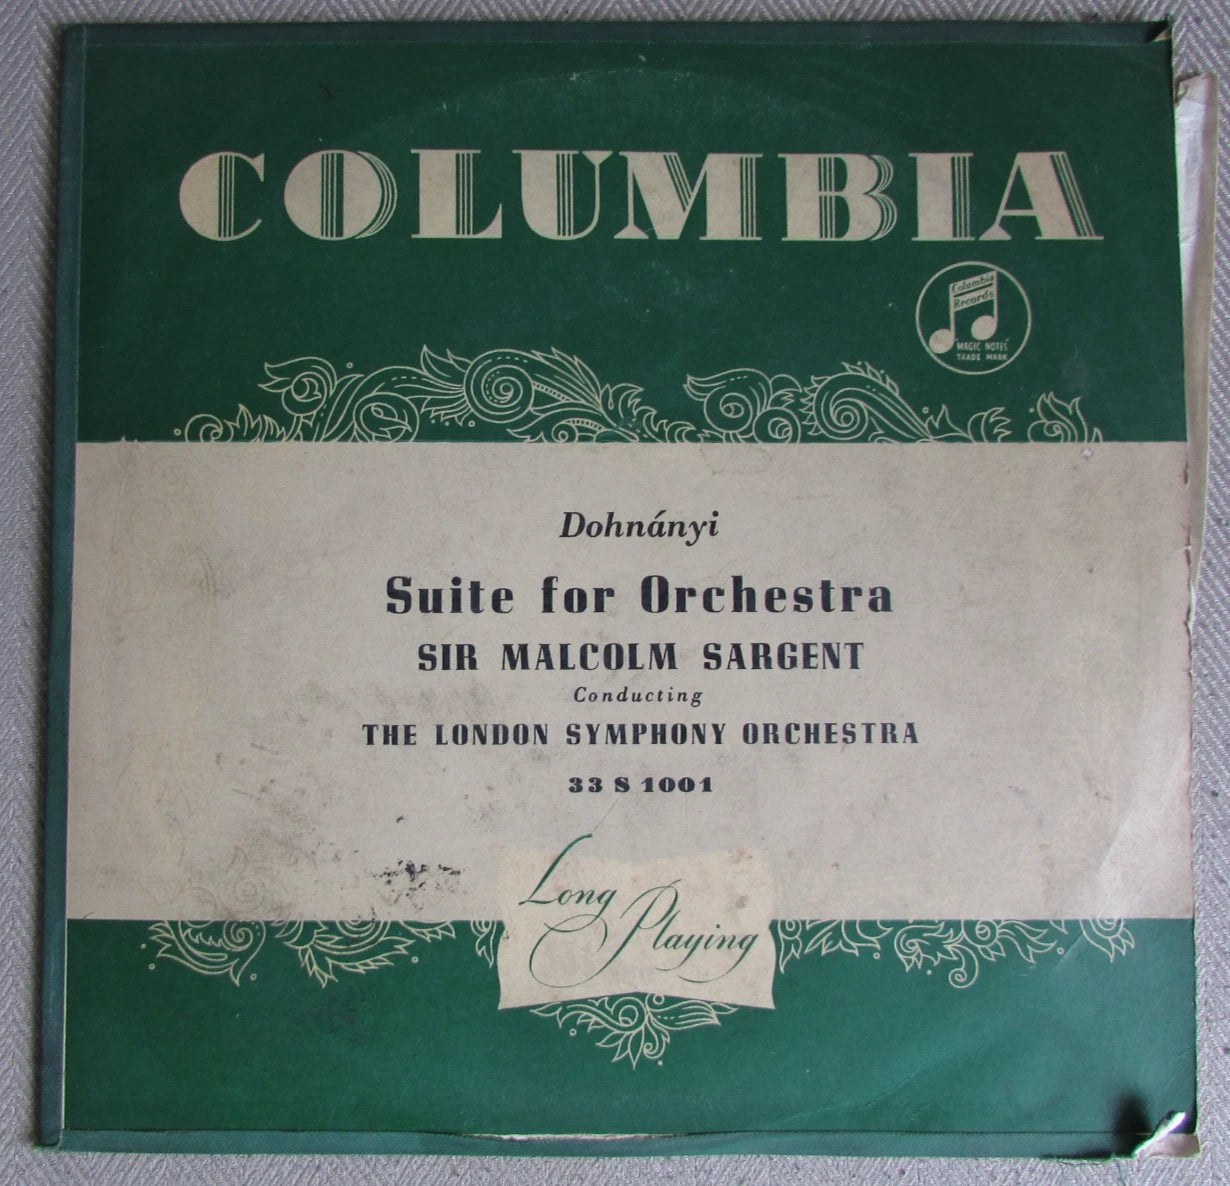 COLUMBIA
Columbia
Records
"MAGIC NOTES"
TRADE MARK
Dohnányi
Suite for Orchestra
SIR MALCOLM SARGENT
Conducting
THE LONDON SYMPHONY ORCHESTRA
33 S 1001
Long Playing